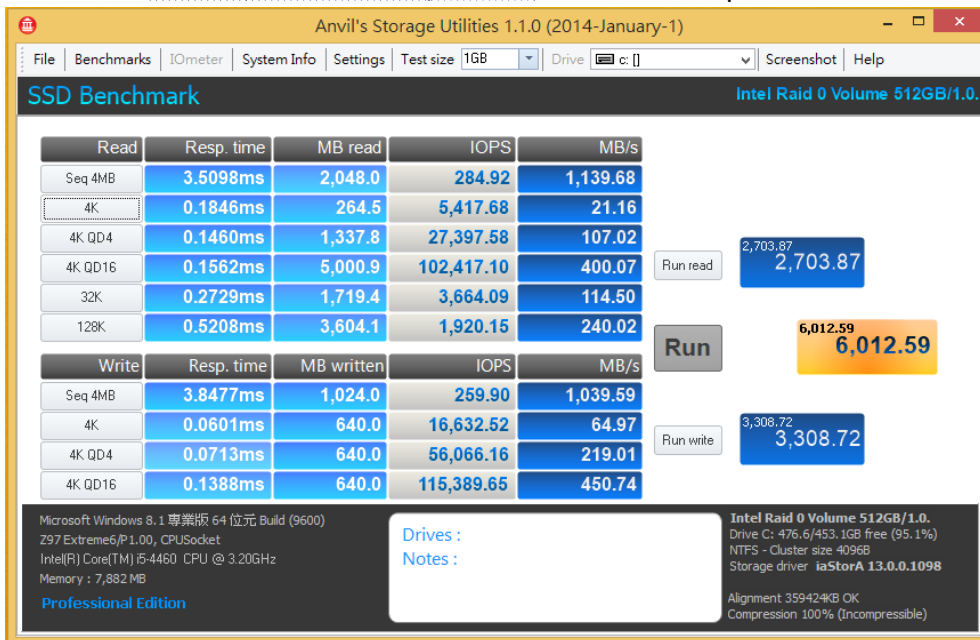 Anvil's Storage Utilities 1.1.0 (2014-January-1)
File Benchmarks IOmeter System Info Settings Test size 1GB Drive c: [] Screenshot Help
SSD Benchmark Intel Raid 0 Volume 512GB/1.0.
Read Resp. time MB read IOPS MB/s
Seq 4MB 3.5098ms 2,048.0 284.92 1,139.68
4K 0.1846ms 264.5 5,417.68 21.16
4K QD4 0.1460ms 1,337.8 27,397.58 107.02
4K QD16 0.1562ms 5,000.9 102,417.10 400.07
32K 0.2729ms 1,719.4 3,664.09 114.50
128K 0.5208ms 3,604.1 1,920.15 240.02
Run read
2,703.87
2,703.87
Run
6,012.59
6,012.59
Write Resp. time MB written IOPS MB/s
Seq 4MB 3.8477ms 1,024.0 259.90 1,039.59
4K 0.0601ms 640.0 16,632.52 64.97
4K QD4 0.0713ms 640.0 56,066.16 219.01
4K QD16 0.1388ms 640.0 115,389.65 450.74
Run write
3,308.72
3,308.72
Microsoft Windows 8.1 專業版 64 位元 Build (9600)
Z97 Extreme6/P1.00, CPUSocket
Intel(R) Core(TM) i5-4460 CPU @ 3.20GHz
Memory : 7,882 MB
Professional Edition
Drives :
Notes :
Intel Raid 0 Volume 512GB/1.0.
Drive C: 476.6/453.1GB free (95.1%)
NTFS - Cluster size 4096B
Storage driver iaStorA 13.0.0.1098
Alignment 359424KB OK
Compression 100% (Incompressible)